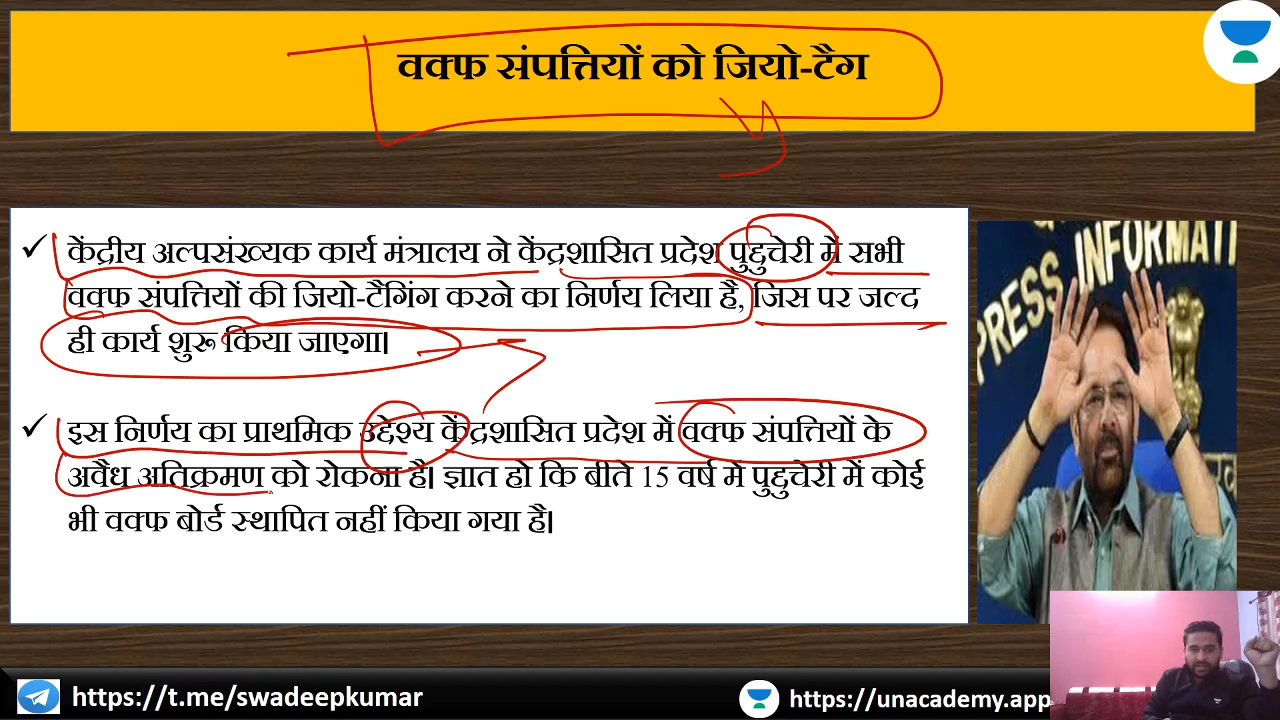 वक्फ संपत्तियों को जियो-टैग
केंद्रीय अल्पसंख्यक कार्य मंत्रालय ने केंद्रशासित प्रदेश पुद्दुचेरी में सभी
वक्फ संपत्तियों की जियो-टैगिंग करने का निर्णय लिया है, जिस पर जल्द
ही कार्य शुरू किया जाएगा।
इस निर्णय का प्राथमिक उद्देश्य केंद्रशासित प्रदेश में वक्फ संपत्तियों के
अवैध अतिक्रमण को रोकना है। ज्ञात हो कि बीते 15 वर्ष में पुद्दुचेरी में कोई
भी वक्फ बोर्ड स्थापित नहीं किया गया है।
PRESS INFORMATI
https://t.me/swadeepkumar
https://unacademy.app